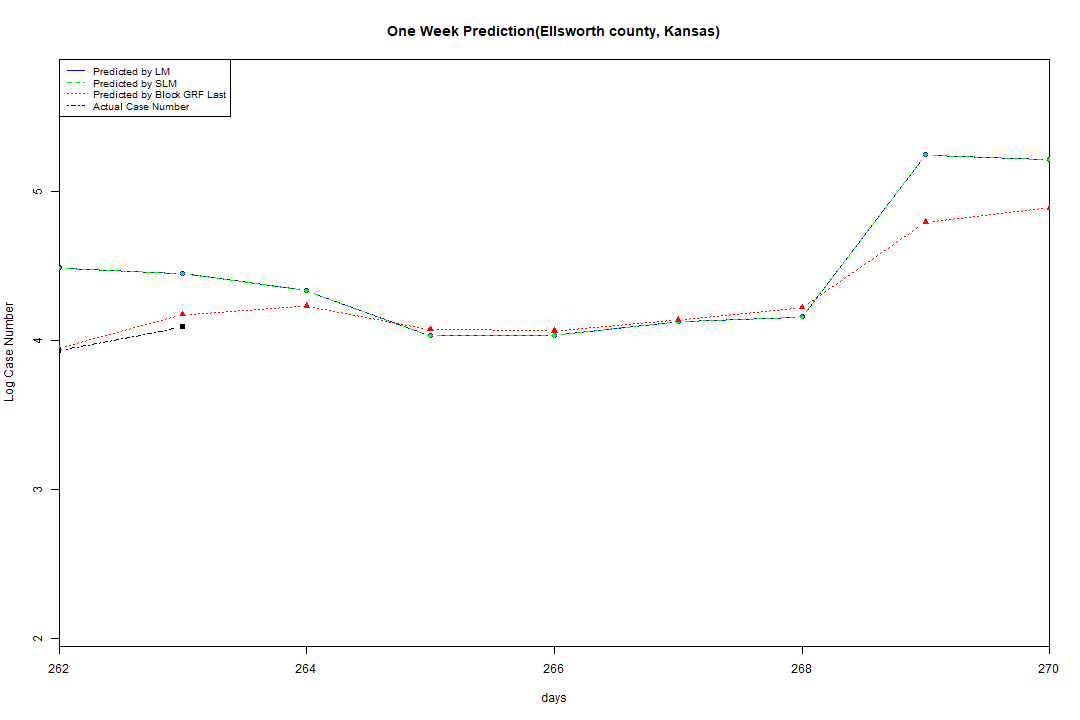 One Week Prediction(Ellsworth county, Kansas)
Predicted by LM
Predicted by SLM
Predicted by Block GRF Last
Actual Case Number
5
4
3
2
Log Case Number
262 264 266 268 270
days